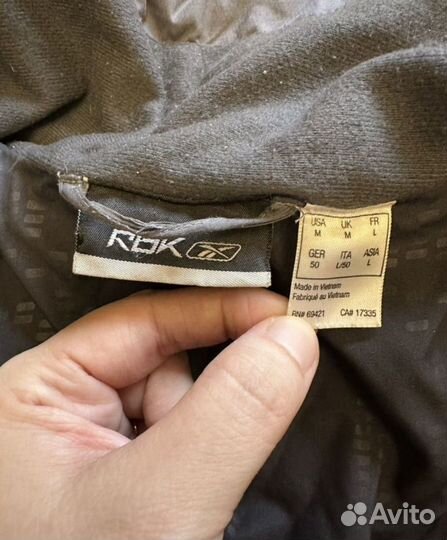 RBK
USA UK FR
M M L
GER ITA ASIA
50 L/50 L
Made in Vietnam
Fabriqué au Vietnam
RN# 69421 CA# 17335
Avito